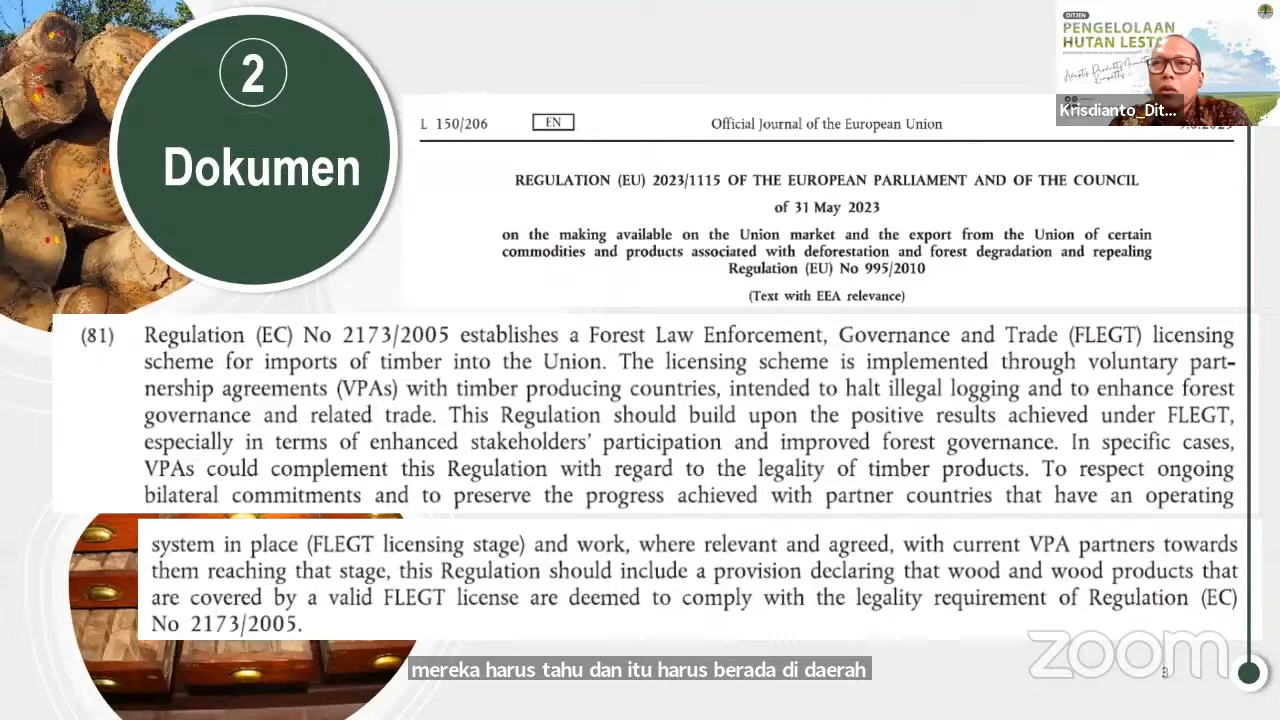 2
Dokumen
DITJEN
PENGELOLAAN
HUTAN LESTA
Krisdianto_Dit...
L 150/206
EN
Official Journal of the European Union
REGULATION (EU) 2023/1115 OF THE EUROPEAN PARLIAMENT AND OF THE COUNCIL
of 31 May 2023
on the making available on the Union market and the export from the Union of certain
commodities and products associated with deforestation and forest degradation and repealing
Regulation (EU) No 995/2010
(Text with EEA relevance)
(81) Regulation (EC) No 2173/2005 establishes a Forest Law Enforcement, Governance and Trade (FLEGT) licensing
scheme for imports of timber into the Union. The licensing scheme is implemented through voluntary part-
nership agreements (VPAs) with timber producing countries, intended to halt illegal logging and to enhance forest
governance and related trade. This Regulation should build upon the positive results achieved under FLEGT,
especially in terms of enhanced stakeholders' participation and improved forest governance. In specific cases,
VPAs could complement this Regulation with regard to the legality of timber products. To respect ongoing
bilateral commitments and to preserve the progress achieved with partner countries that have an operating
system in place (FLEGT licensing stage) and work, where relevant and agreed, with current VPA partners towards
them reaching that stage, this Regulation should include a provision declaring that wood and wood products that
are covered by a valid FLEGT license are deemed to comply with the legality requirement of Regulation (EC)
No 2173/2005.
mereka harus tahu dan itu harus berada di daerah
zoom